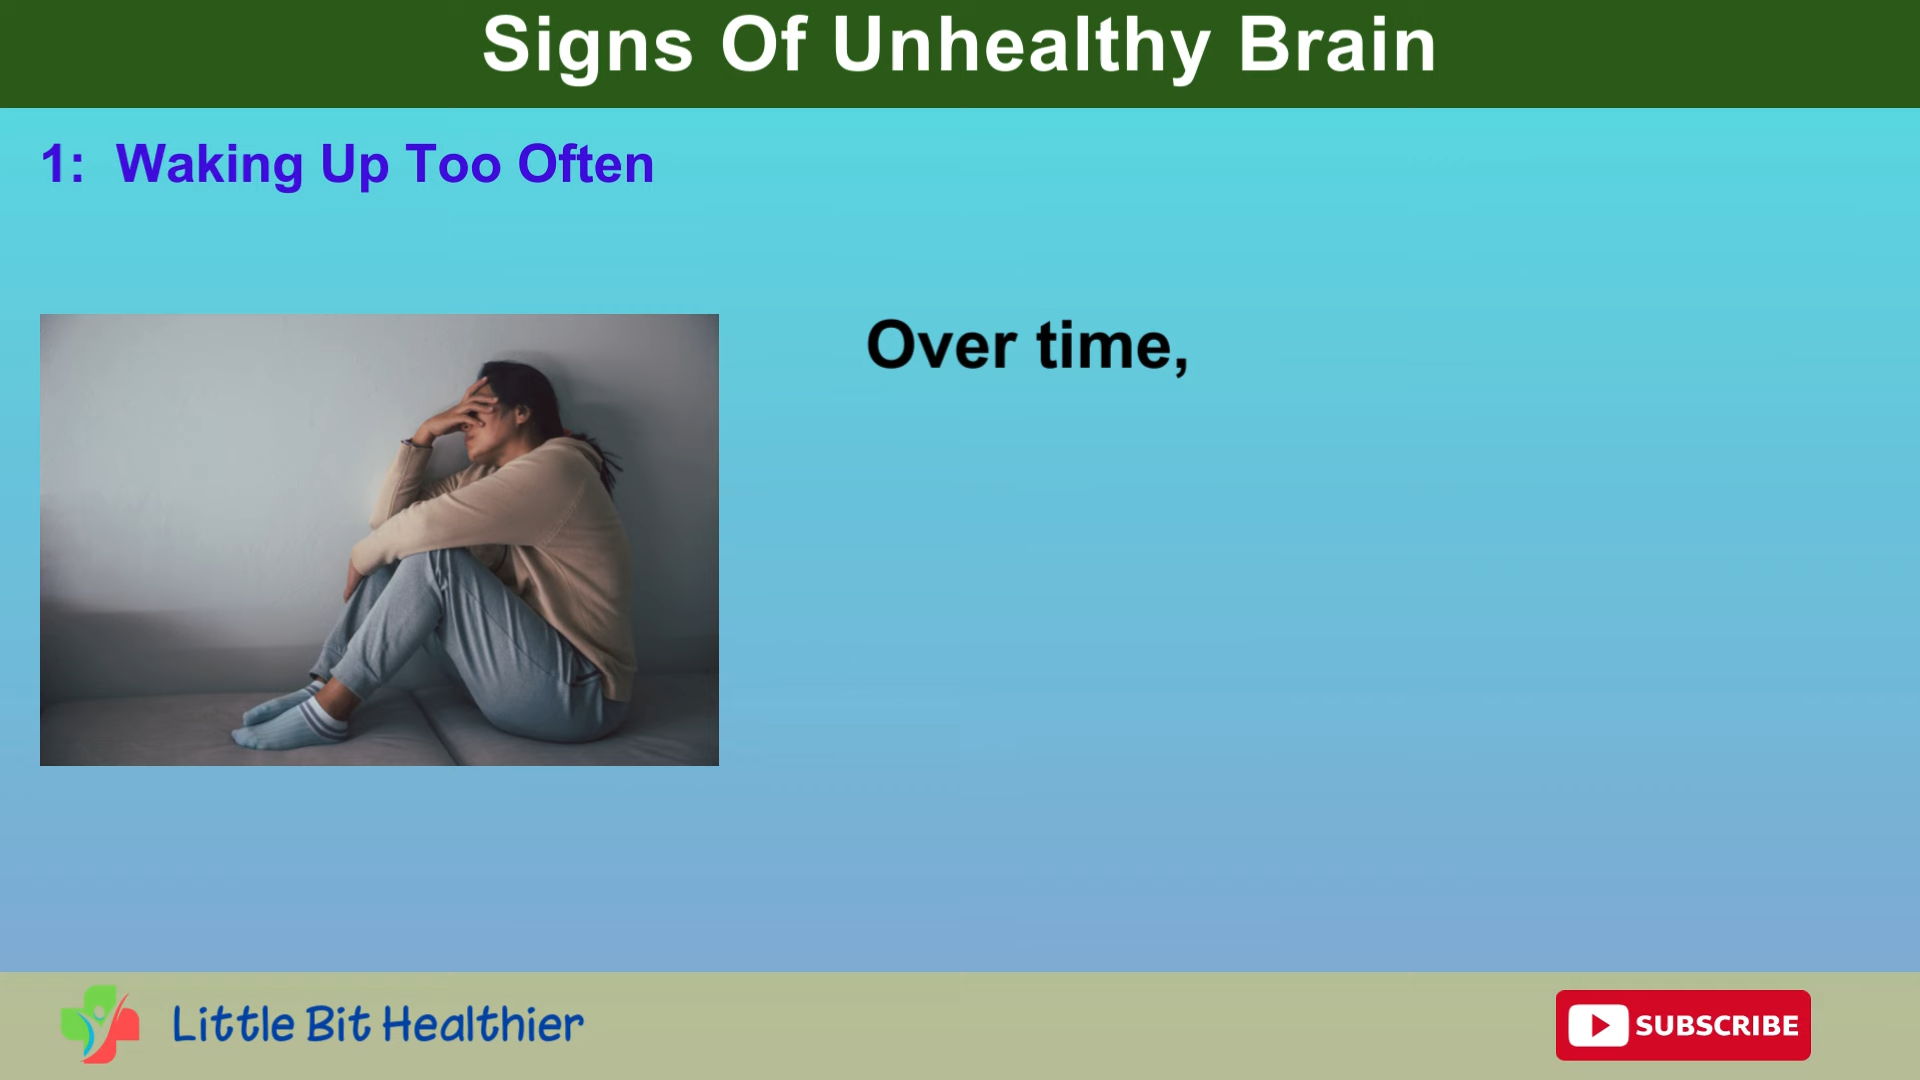 Signs Of Unhealthy Brain
1: Waking Up Too Often
Over time,
Little Bit Healthier
SUBSCRIBE